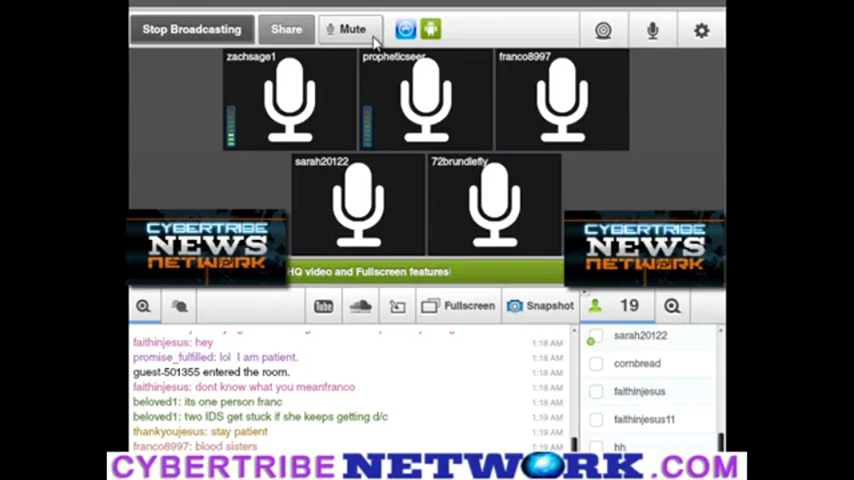 Stop Broadcasting
Share
Mute
zachsage1
propheticseer
franco8997
sarah20122
72brundlefly
CYBERTRIBE
NEWS
NETWORK
CYBERTRIBE
NEWS
NETWORK
HQ video and Fullscreen features!
You Tube
Fullscreen
Snapshot
19
faithinjesus: hey
1:18 AM
promise_fulfilled: lol I am patient.
1:18 AM
guest-501355 entered the room.
1:18 AM
faithinjesus: dont know what you meanfranco
1:18 AM
beloved1: its one person franc
1:18 AM
beloved1: two IDS get stuck if she keeps getting d/c
1:19 AM
thankyoujesus: stay patient
1:19 AM
franco8997: blood sisters
1:19 AM
sarah20122
cornbread
faithinjesus
faithinjesus11
hh
CYBERTRIBE NETWORK.COM